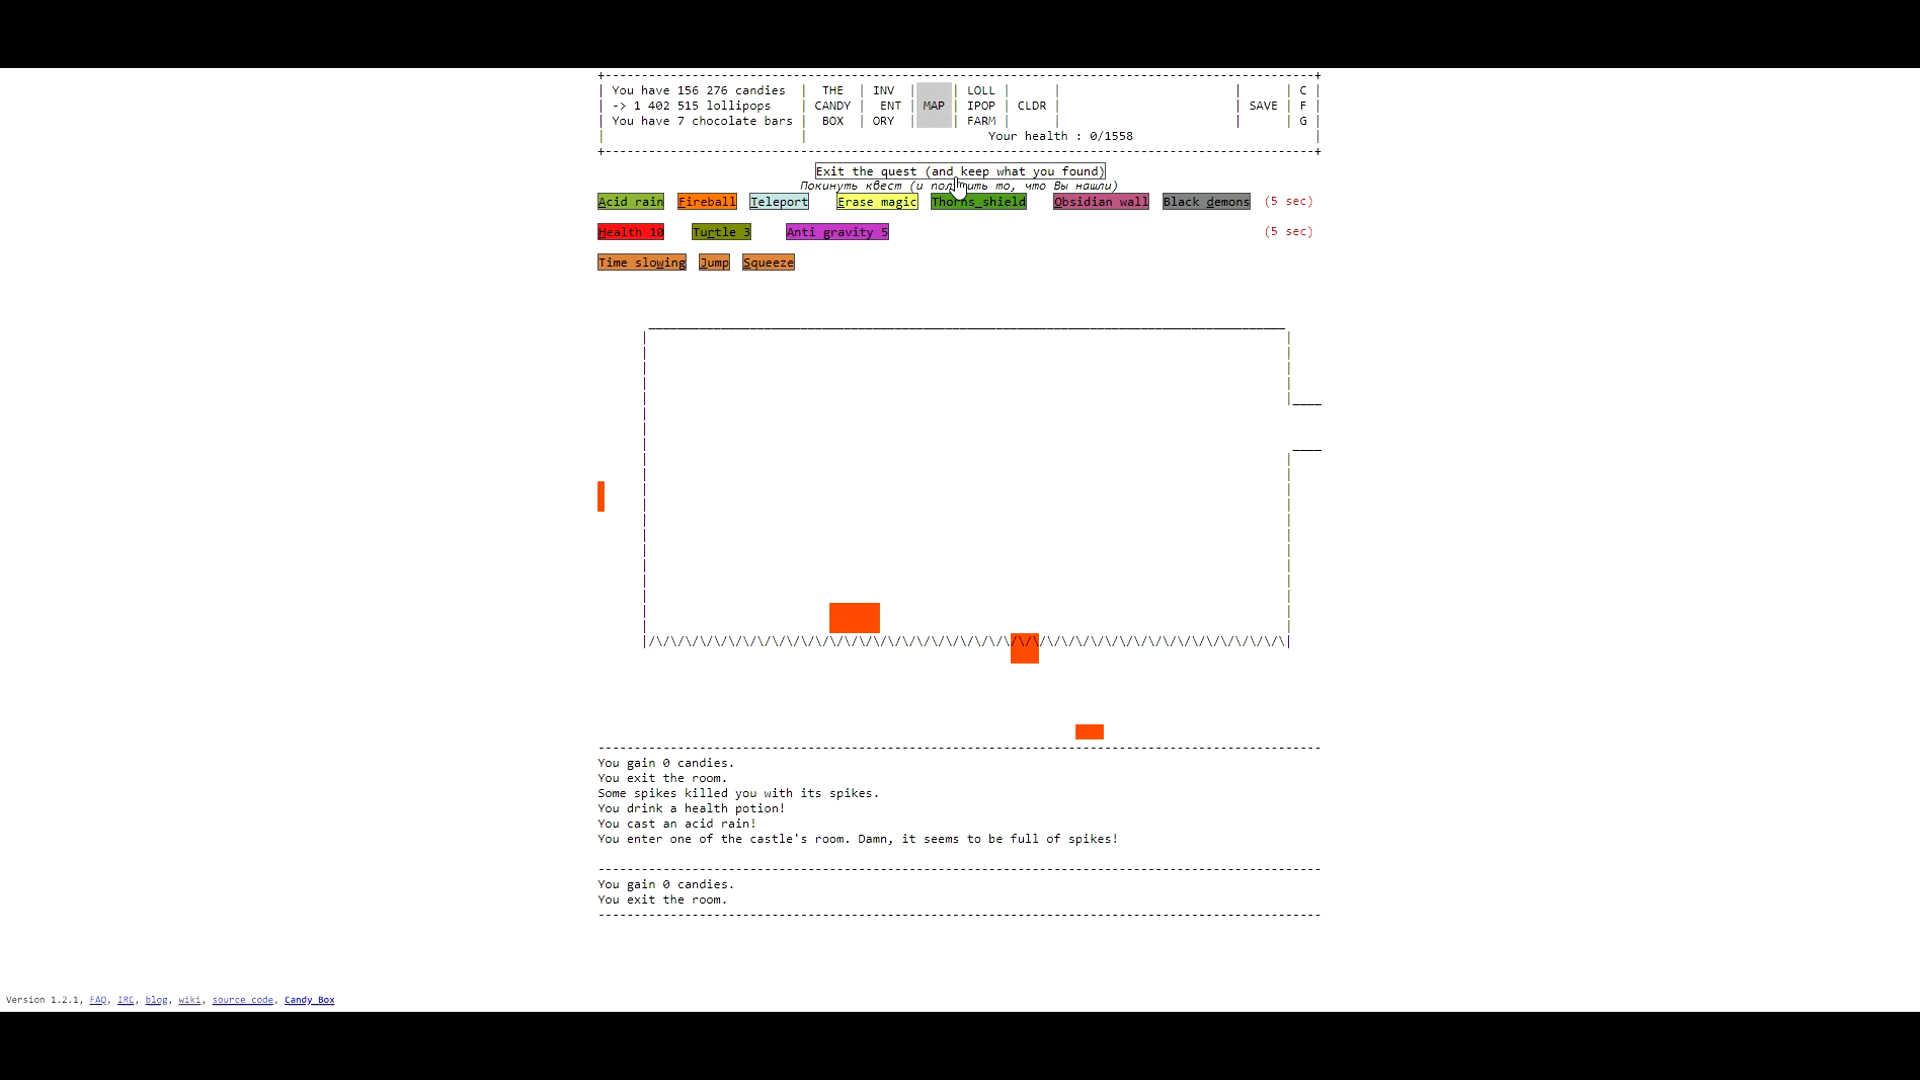 You have 156 276 candies | THE | INV | MAP | LOLL | | SAVE | C
-> 1 402 515 lollipops | CANDY | ENT | IPOP | CLDR | F
You have 7 chocolate bars | BOX | ORY | FARM | G
Your health : 0/1558
Exit the quest (and keep what you found)
Покинуть квест (и получить то, что Вы нашли)
Acid rain Fireball Teleport Erase magic Thorns_shield Obsidian wall Black demons (5 sec)
Health 10 Turtle 3 Anti gravity 5 (5 sec)
Time slowing Jump Squeeze
|/\/\/\/\/\/\/\/\/\/\/\/\/\/\/\/\/\/\/\/\/\/\/\/\/\/\/\/\/\/\/\/\/\/\/\/\/\/\/\/\/\/\/\/\|
You gain 0 candies.
You exit the room.
Some spikes killed you with its spikes.
You drink a health potion!
You cast an acid rain!
You enter one of the castle's room. Damn, it seems to be full of spikes!
You gain 0 candies.
You exit the room.
Version 1.2.1, FAQ, IRC, blog, wiki, source code, Candy Box